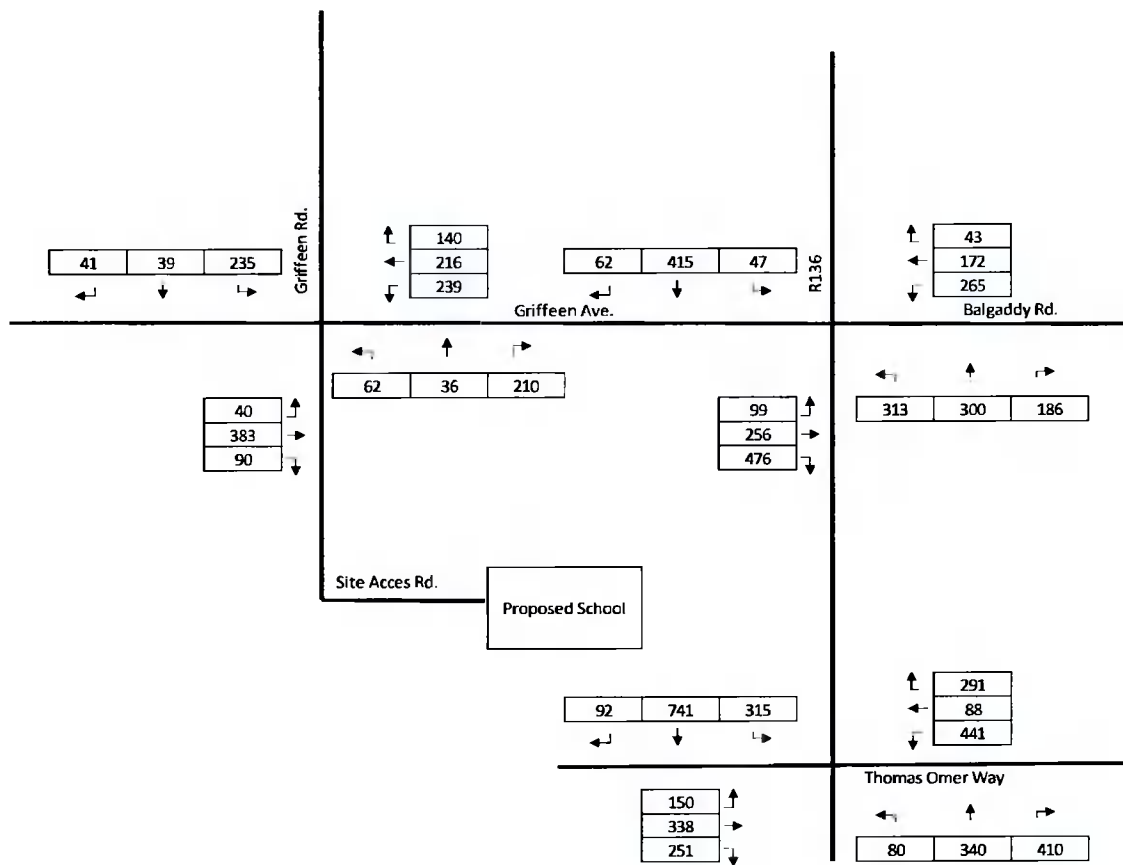 Griffeen Rd.
41 39 235
140
216
239
62 415 47
R136
43
172
265
Griffeen Ave.
Balgaddy Rd.
62 36 210
40
383
90
99
256
476
313 300 186
Site Acces Rd.
Proposed School
92 741 315
291
88
441
Thomas Omer Way
150
338
251
80 340 410